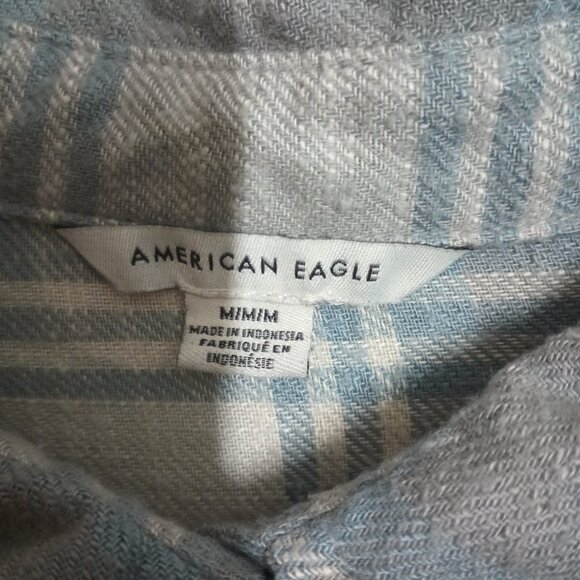 AMERICAN EAGLE
M/M/M
MADE IN INDONESIA
FABRIQUÉ EN
INDONÉSIE